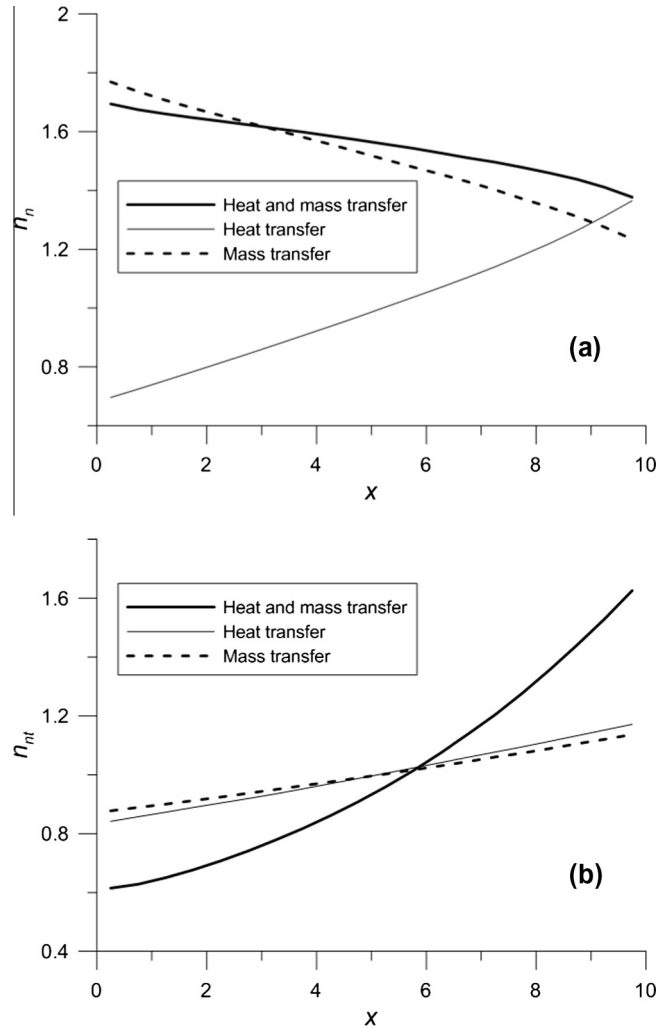 2
1.6
1.2
0.8
n_n
Heat and mass transfer
Heat transfer
Mass transfer
(a)
0 2 4 6 8 10
x
1.6
1.2
0.8
0.4
n_nt
Heat and mass transfer
Heat transfer
Mass transfer
(b)
0 2 4 6 8 10
x